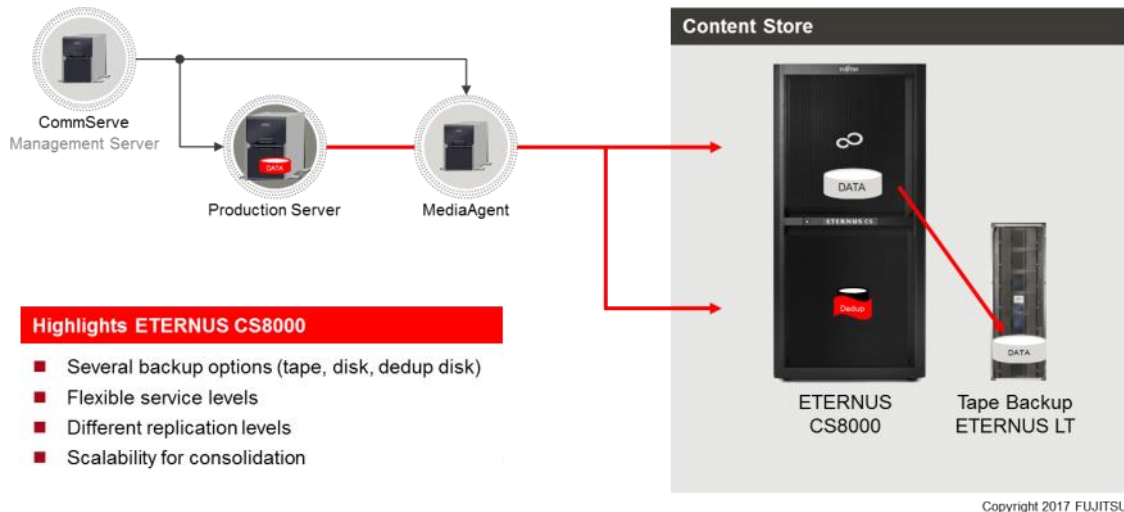 Content Store
FUJITSU
CommServe
Management Server
DATA
Production Server
MediaAgent
DATA
ETERNUS CS
Dedup
DATA
ETERNUS
CS8000
Tape Backup
ETERNUS LT
Highlights ETERNUS CS8000
Several backup options (tape, disk, dedup disk)
Flexible service levels
Different replication levels
Scalability for consolidation
Copyright 2017 FUJITSU